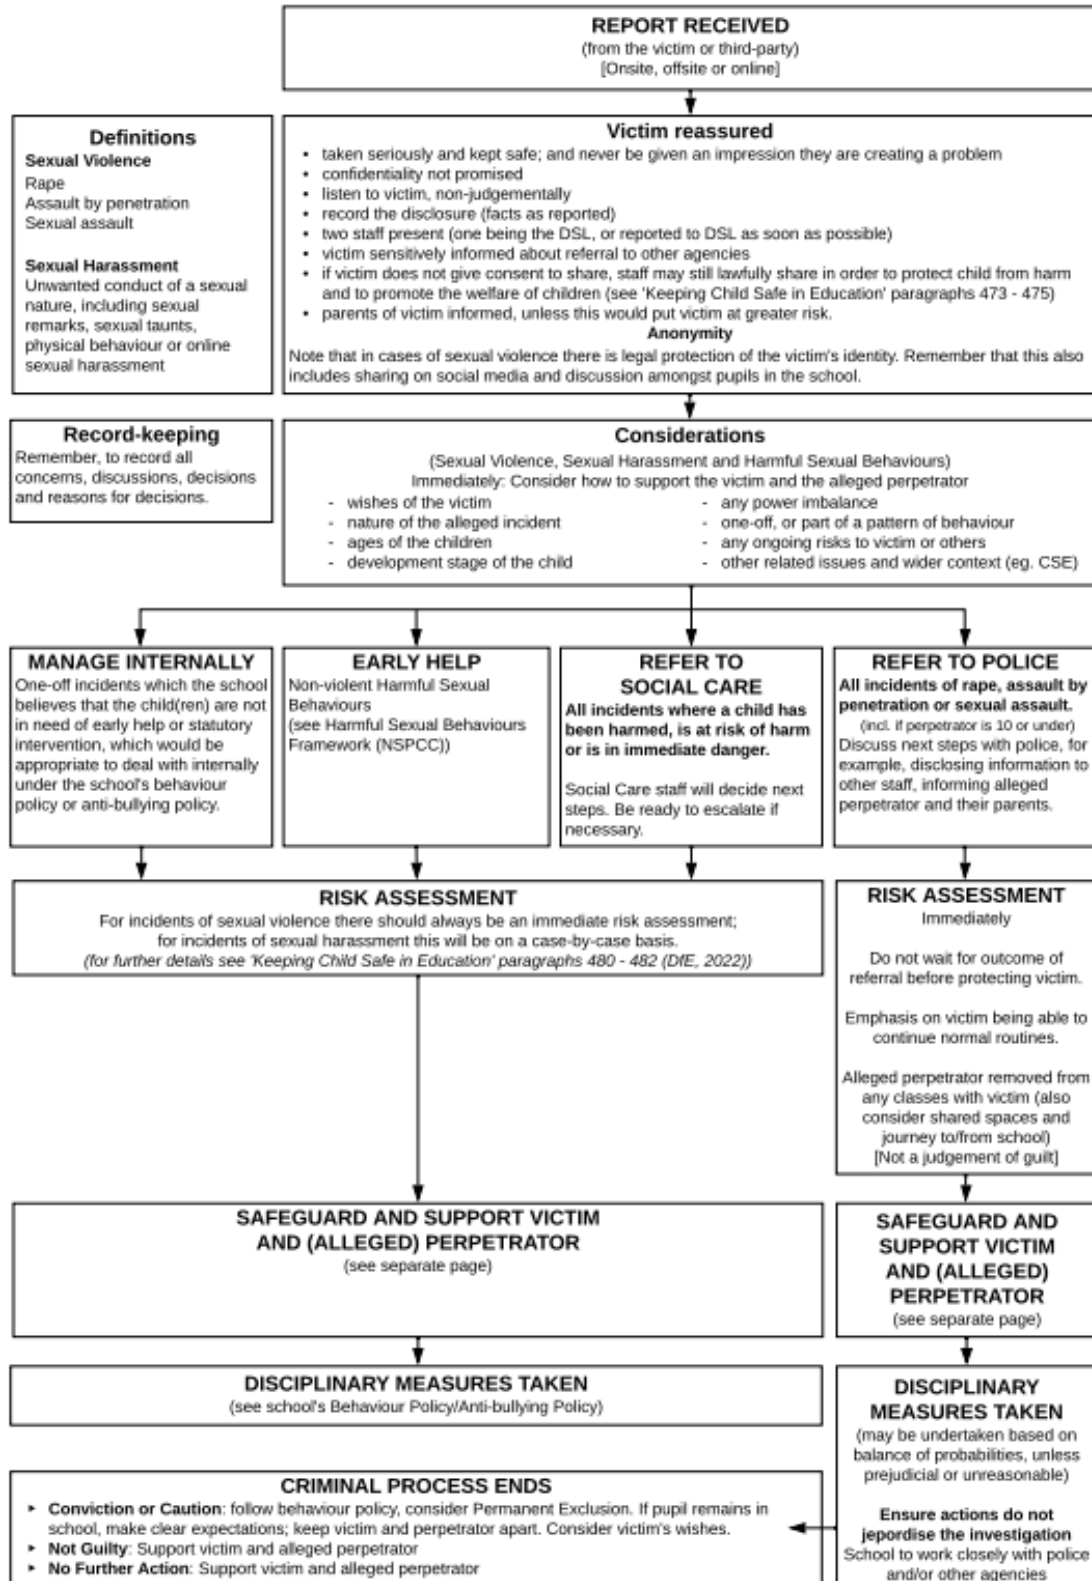 REPORT RECEIVED
(from the victim or third-party)
[Onsite, offsite or online]
Definitions
Sexual Violence
Rape
Assault by penetration
Sexual assault
Sexual Harassment
Unwanted conduct of a sexual
nature, including sexual
remarks, sexual taunts,
physical behaviour or online
sexual harassment
Victim reassured
• taken seriously and kept safe; and never be given an impression they are creating a problem
• confidentiality not promised
• listen to victim, non-judgementally
• record the disclosure (facts as reported)
• two staff present (one being the DSL, or reported to DSL as soon as possible)
• victim sensitively informed about referral to other agencies
• if victim does not give consent to share, staff may still lawfully share in order to protect child from harm
and to promote the welfare of children (see 'Keeping Child Safe in Education' paragraphs 473 - 475)
• parents of victim informed, unless this would put victim at greater risk.
Anonymity
Note that in cases of sexual violence there is legal protection of the victim's identity. Remember that this also
includes sharing on social media and discussion amongst pupils in the school.
Record-keeping
Remember, to record all
concerns, discussions, decisions
and reasons for decisions.
Considerations
(Sexual Violence, Sexual Harassment and Harmful Sexual Behaviours)
Immediately: Consider how to support the victim and the alleged perpetrator
- wishes of the victim
- nature of the alleged incident
- ages of the children
- development stage of the child
- any power imbalance
- one-off, or part of a pattern of behaviour
- any ongoing risks to victim or others
- other related issues and wider context (eg. CSE)
MANAGE INTERNALLY
One-off incidents which the school
believes that the child(ren) are not
in need of early help or statutory
intervention, which would be
appropriate to deal with internally
under the school's behaviour
policy or anti-bullying policy.
EARLY HELP
Non-violent Harmful Sexual
Behaviours
(see Harmful Sexual Behaviours
Framework (NSPCC))
REFER TO
SOCIAL CARE
All incidents where a child has
been harmed, is at risk of harm
or is in immediate danger.
Social Care staff will decide next
steps. Be ready to escalate if
necessary.
REFER TO POLICE
All incidents of rape, assault by
penetration or sexual assault.
(incl. if perpetrator is 10 or under)
Discuss next steps with police, for
example, disclosing information to
other staff, informing alleged
perpetrator and their parents.
RISK ASSESSMENT
For incidents of sexual violence there should always be an immediate risk assessment;
for incidents of sexual harassment this will be on a case-by-case basis.
(for further details see 'Keeping Child Safe in Education' paragraphs 480 - 482 (DfE, 2022))
RISK ASSESSMENT
Immediately
Do not wait for outcome of
referral before protecting victim.
Emphasis on victim being able to
continue normal routines.
Alleged perpetrator removed from
any classes with victim (also
consider shared spaces and
journey to/from school)
[Not a judgement of guilt]
SAFEGUARD AND SUPPORT VICTIM
AND (ALLEGED) PERPETRATOR
(see separate page)
SAFEGUARD AND
SUPPORT VICTIM
AND (ALLEGED)
PERPETRATOR
(see separate page)
DISCIPLINARY MEASURES TAKEN
(see school's Behaviour Policy/Anti-bullying Policy)
DISCIPLINARY
MEASURES TAKEN
(may be undertaken based on
balance of probabilities, unless
prejudicial or unreasonable)
Ensure actions do not
jepordise the investigation
School to work closely with police
and/or other agencies
CRIMINAL PROCESS ENDS
▸ Conviction or Caution: follow behaviour policy, consider Permanent Exclusion. If pupil remains in
school, make clear expectations; keep victim and perpetrator apart. Consider victim's wishes.
▸ Not Guilty: Support victim and alleged perpetrator
▸ No Further Action: Support victim and alleged perpetrator